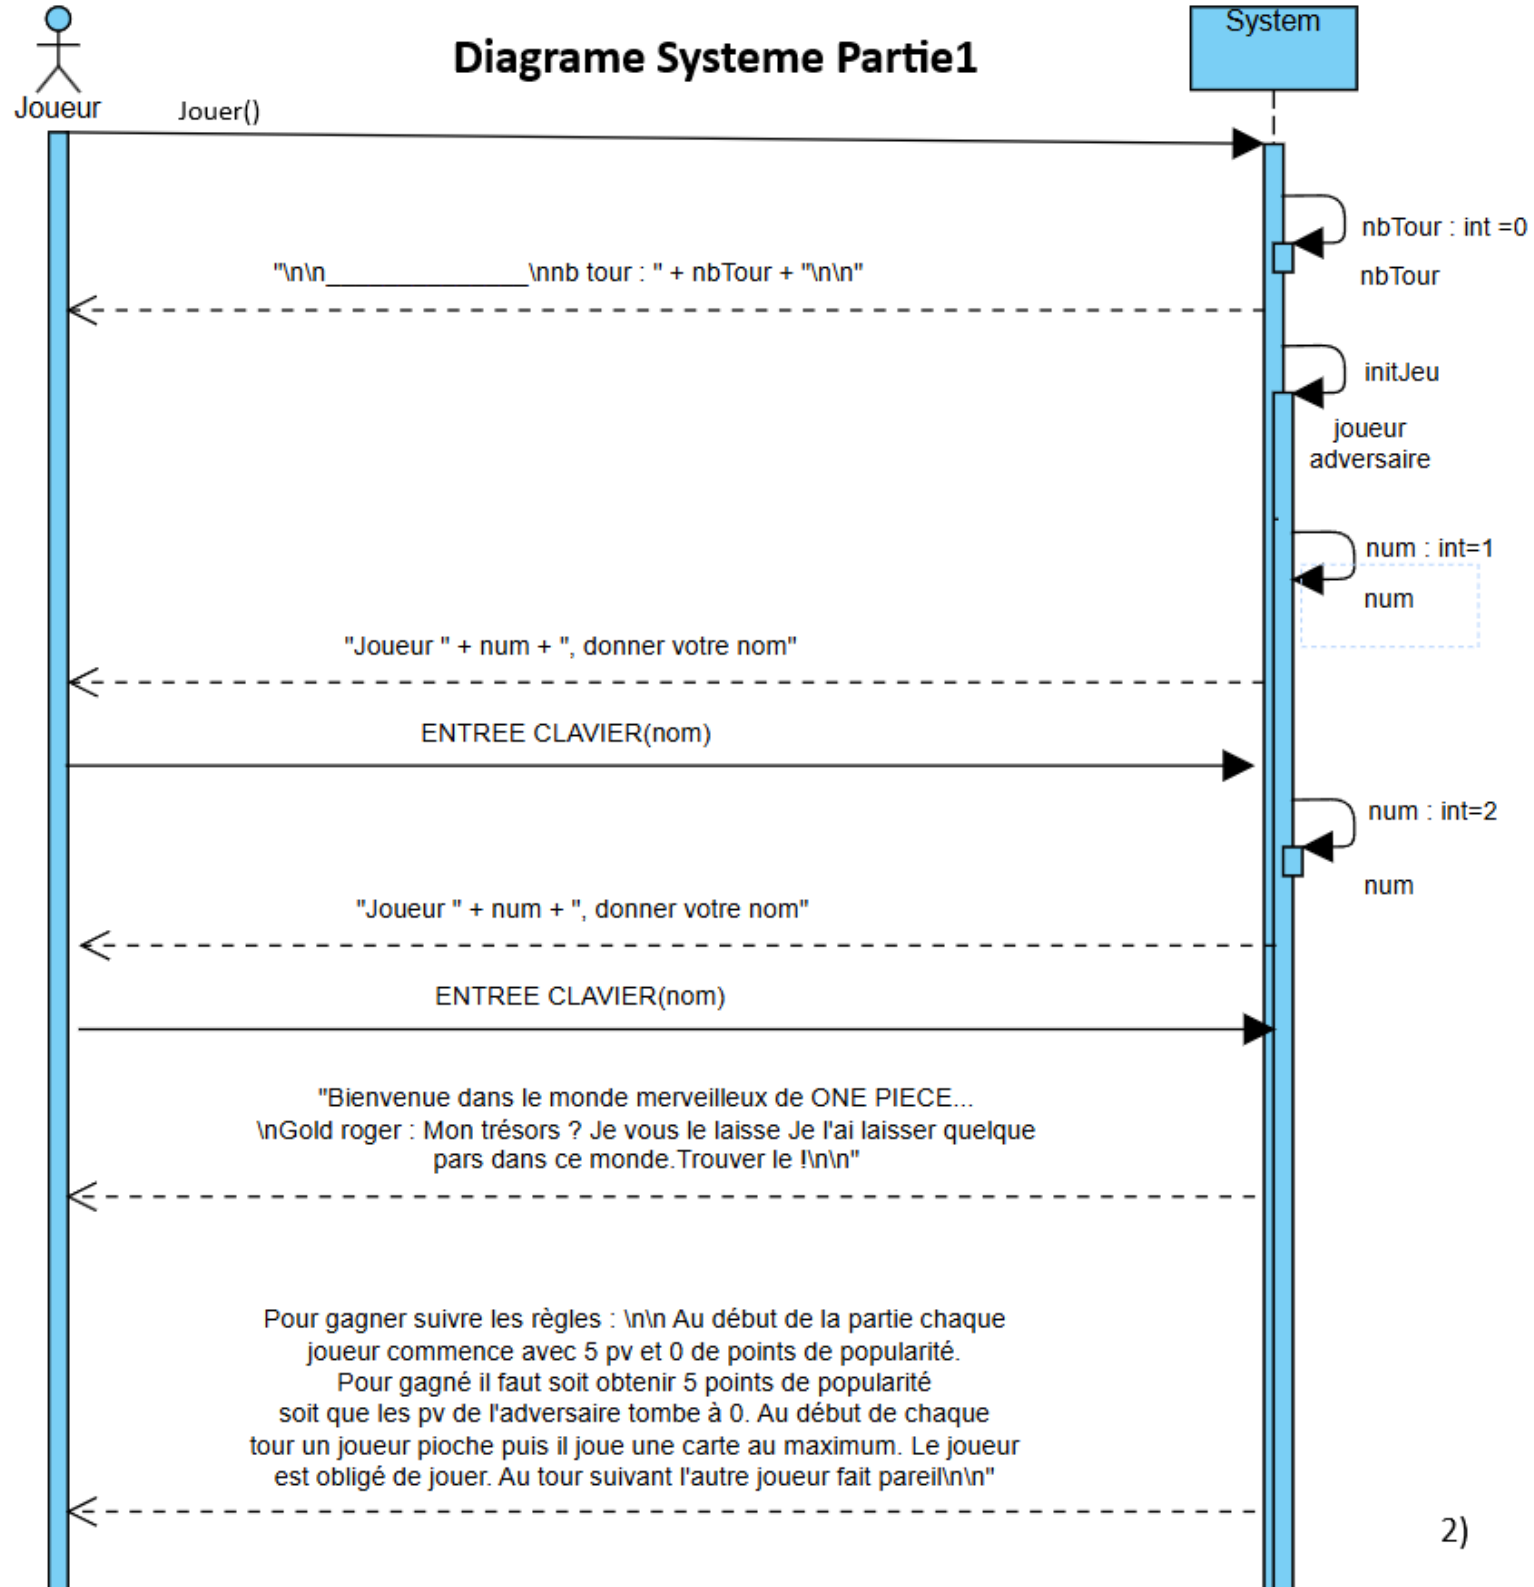 System
Diagrame Systeme Partie1
Joueur
Jouer()
nbTour : int =0
"\n\n______________\nnb tour : " + nbTour + "\n\n"
nbTour
initJeu
joueur
adversaire
num : int=1
num
"Joueur " + num + ", donner votre nom"
ENTREE CLAVIER(nom)
num : int=2
num
"Joueur " + num + ", donner votre nom"
ENTREE CLAVIER(nom)
"Bienvenue dans le monde merveilleux de ONE PIECE...
\nGold roger : Mon trésors ? Je vous le laisse Je l'ai laisser quelque
pars dans ce monde.Trouver le !\n\n"
Pour gagner suivre les règles : \n\n Au début de la partie chaque
joueur commence avec 5 pv et 0 de points de popularité.
Pour gagné il faut soit obtenir 5 points de popularité
soit que les pv de l'adversaire tombe à 0. Au début de chaque
tour un joueur pioche puis il joue une carte au maximum. Le joueur
est obligé de jouer. Au tour suivant l'autre joueur fait pareil\n\n"
2)